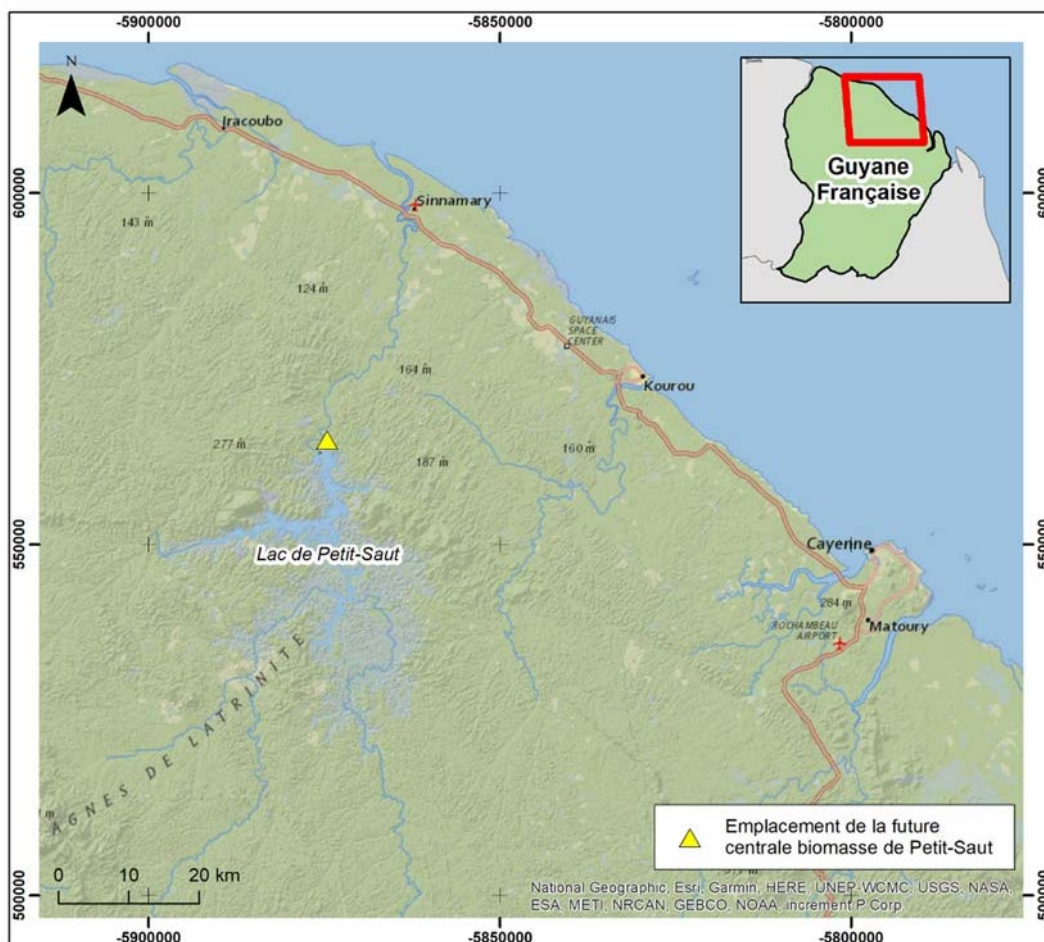 -5900000
-5850000
-5800000
N
Iracoubo
Sinnamary
600000
600000
143 m
124 m
GUYANAIS
SPACE
CENTER
164 m
Kourou
277 m
187 m
160 m
550000
550000
Lac de Petit-Saut
Cayenne
284 m
ROCHAMBEAU
AIRPORT
Matoury
AGNES DE LA TRINITE
Guyane
Française
Emplacement de la future
centrale biomasse de Petit-Saut
0 10 20 km
National Geographic, Esri, Garmin, HERE, UNEP-WCMC, USGS, NASA,
ESA, METI, NRCAN, GEBCO, NOAA, increment P Corp
500000
500000
-5900000
-5850000
-5800000